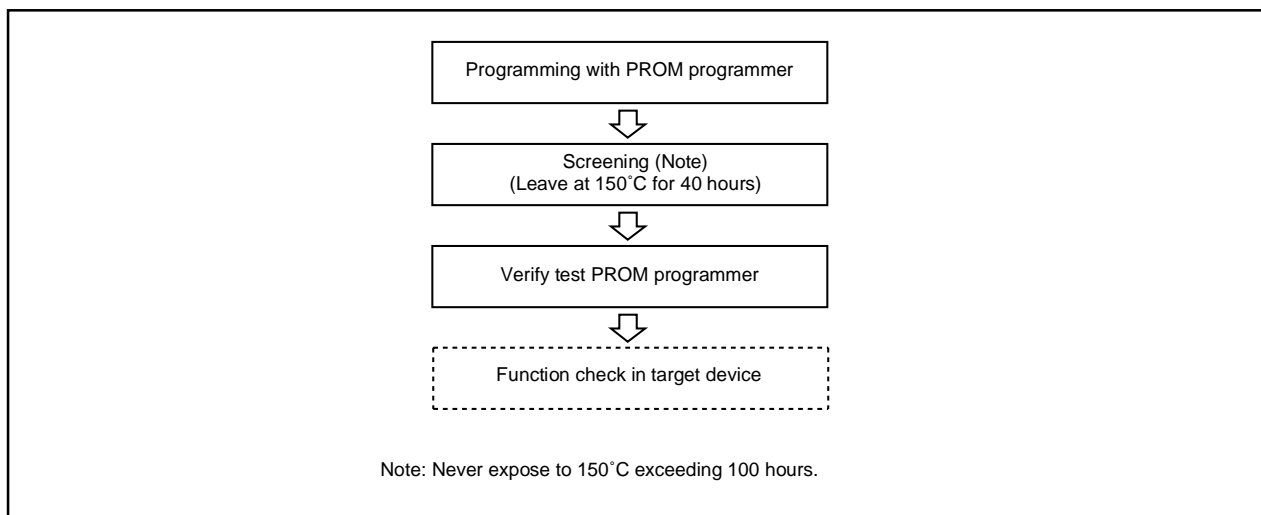 Programming with PROM programmer
Screening (Note)
(Leave at 150˚C for 40 hours)
Verify test PROM programmer
Function check in target device
Note: Never expose to 150˚C exceeding 100 hours.